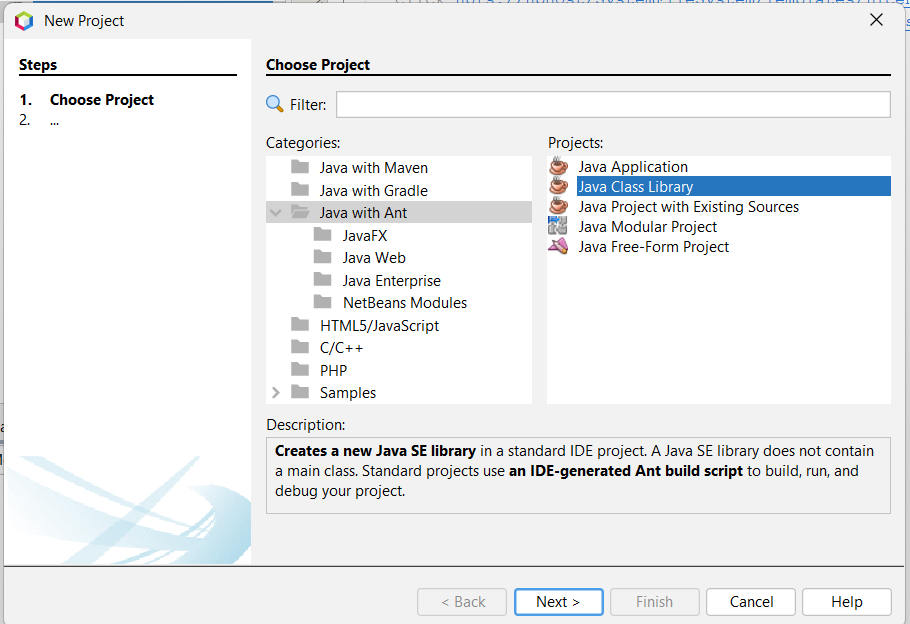 New Project
Steps
1. Choose Project
2. ...
Choose Project
Filter:
Categories:
Java with Maven
Java with Gradle
Java with Ant
JavaFX
Java Web
Java Enterprise
NetBeans Modules
HTML5/JavaScript
C/C++
PHP
Samples
Projects:
Java Application
Java Class Library
Java Project with Existing Sources
Java Modular Project
Java Free-Form Project
Description:
Creates a new Java SE library in a standard IDE project. A Java SE library does not contain
a main class. Standard projects use an IDE-generated Ant build script to build, run, and
debug your project.
< Back
Next >
Finish
Cancel
Help